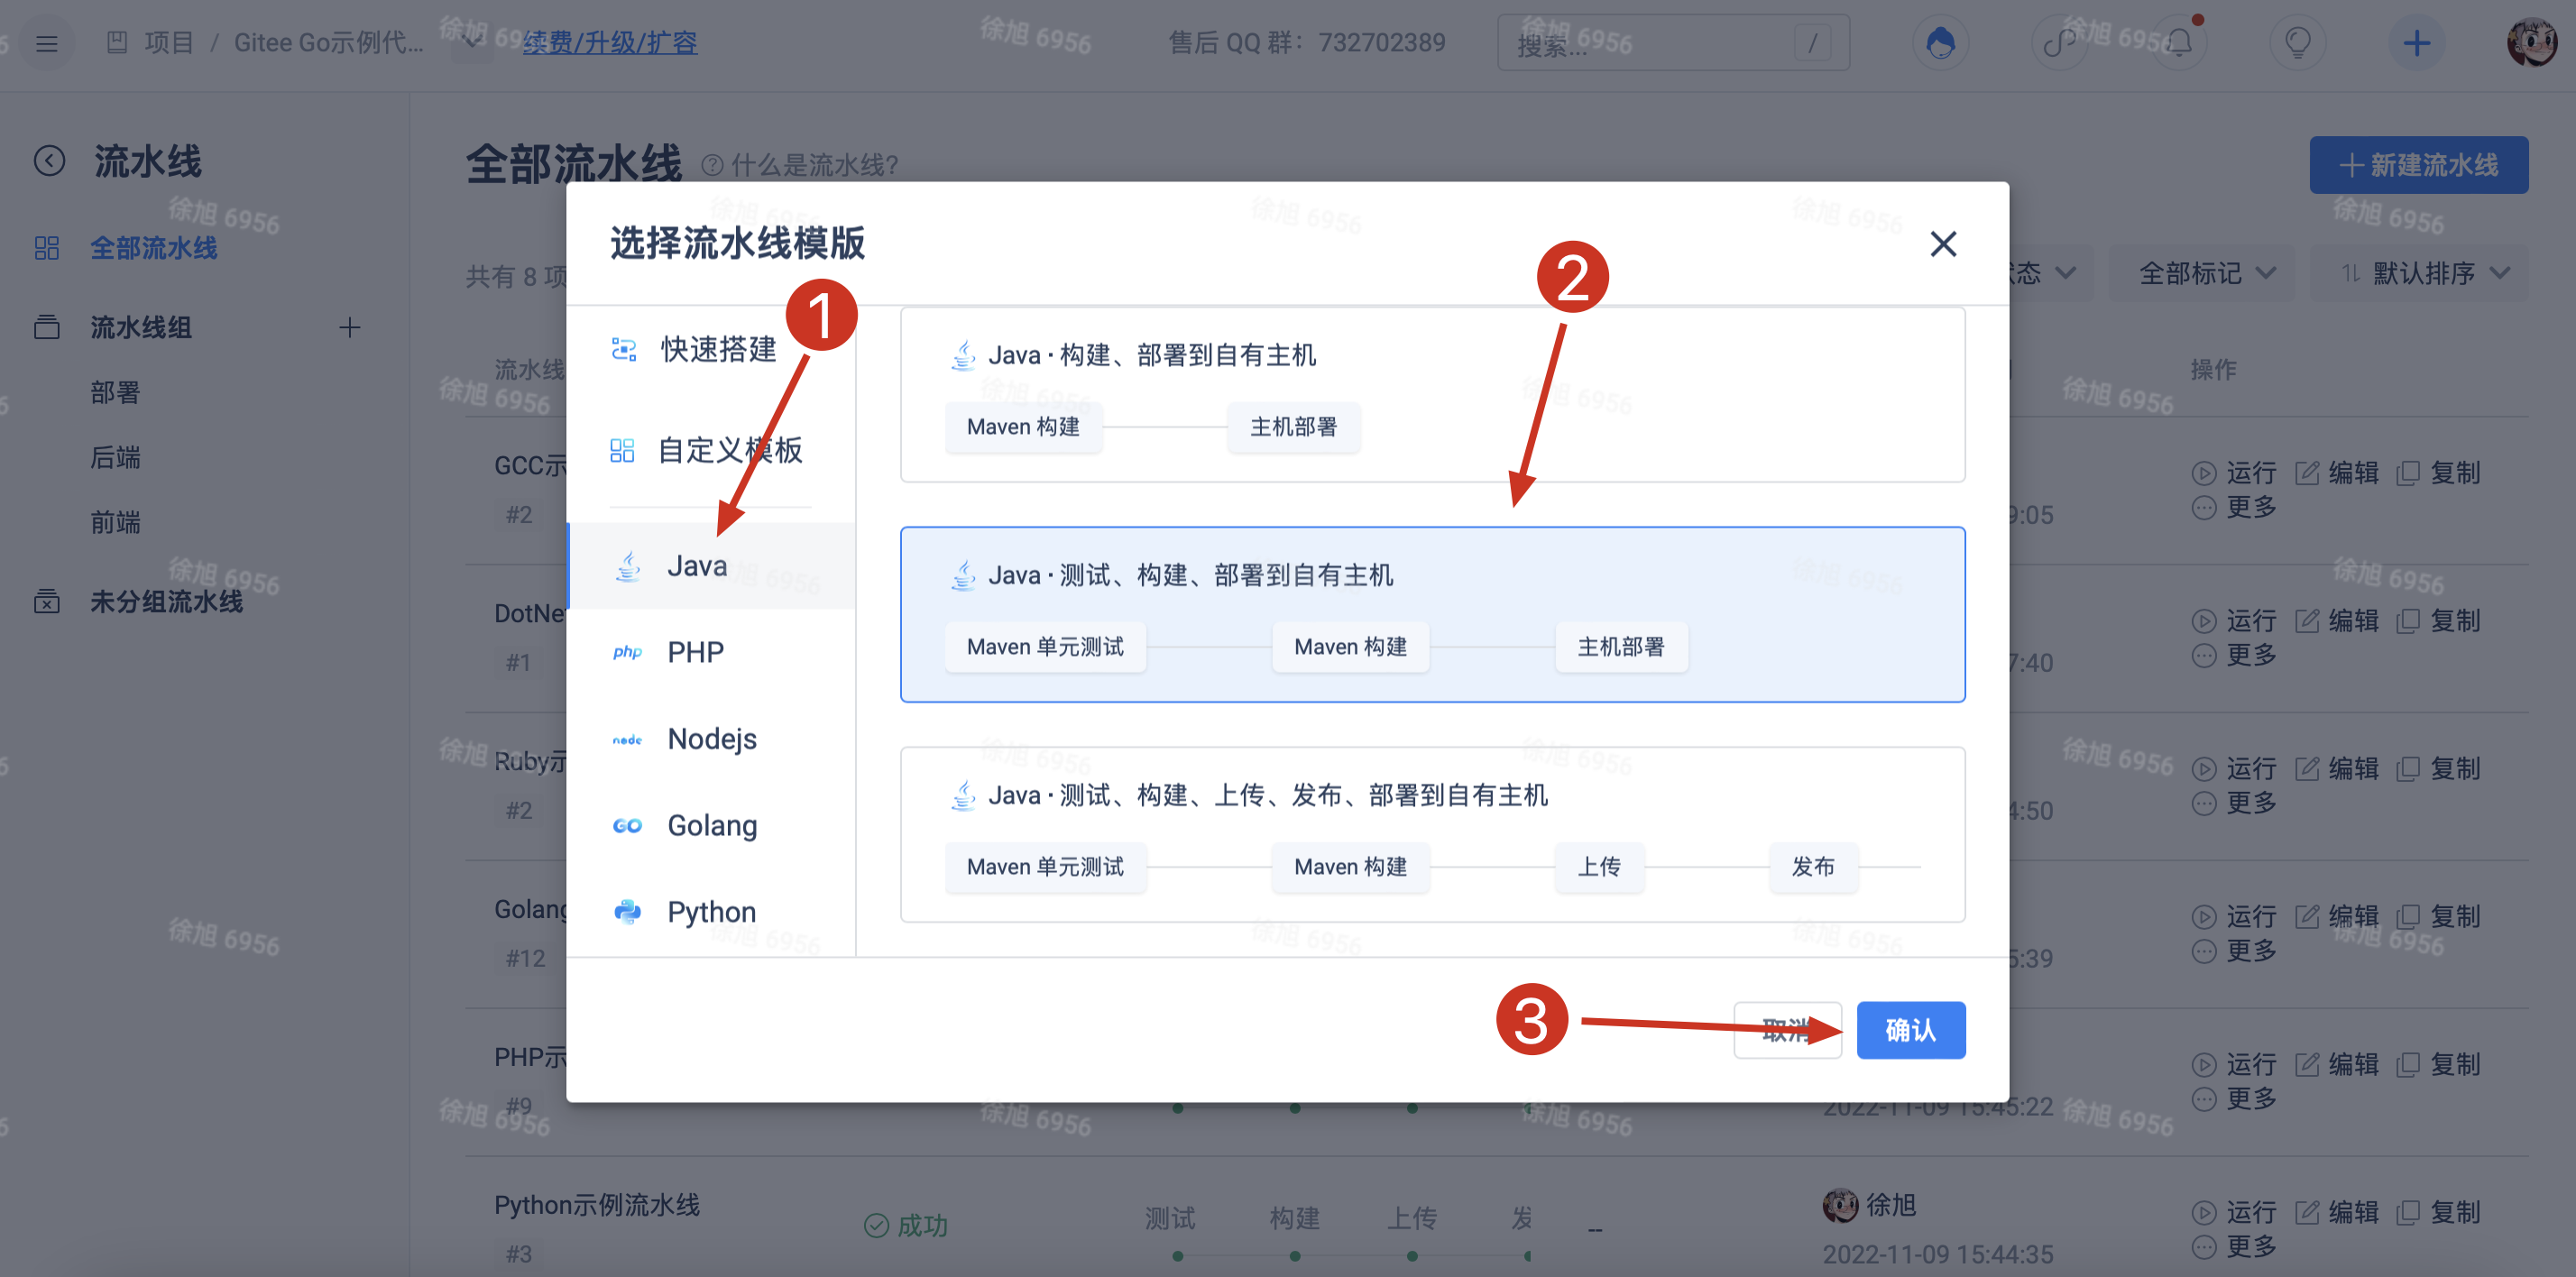 项目 / Gitee Go示例代...
续费/升级/扩容
售后 QQ 群：732702389
搜索...
/
流水线
全部流水线
流水线组
部署
后端
前端
未分组流水线
全部流水线
什么是流水线?
新建流水线
共有 8 项
态
全部标记
默认排序
流水线
操作
GCC示
#2
9:05
运行 编辑 复制
更多
DotNe
#1
7:40
运行 编辑 复制
更多
Ruby示
#2
4:50
运行 编辑 复制
更多
Golang
#12
5:39
运行 编辑 复制
更多
PHP示
#9
2022-11-09 15:45:22
运行 编辑 复制
更多
Python示例流水线
#3
成功
测试 构建 上传 发
--
徐旭
2022-11-09 15:44:35
运行 编辑 复制
更多
选择流水线模版
1
2
快速搭建
自定义模板
Java
PHP
Nodejs
Golang
Python
Java · 构建、部署到自有主机
Maven 构建 主机部署
Java · 测试、构建、部署到自有主机
Maven 单元测试 Maven 构建 主机部署
Java · 测试、构建、上传、发布、部署到自有主机
Maven 单元测试 Maven 构建 上传 发布
3
取消
确认
徐旭 6956